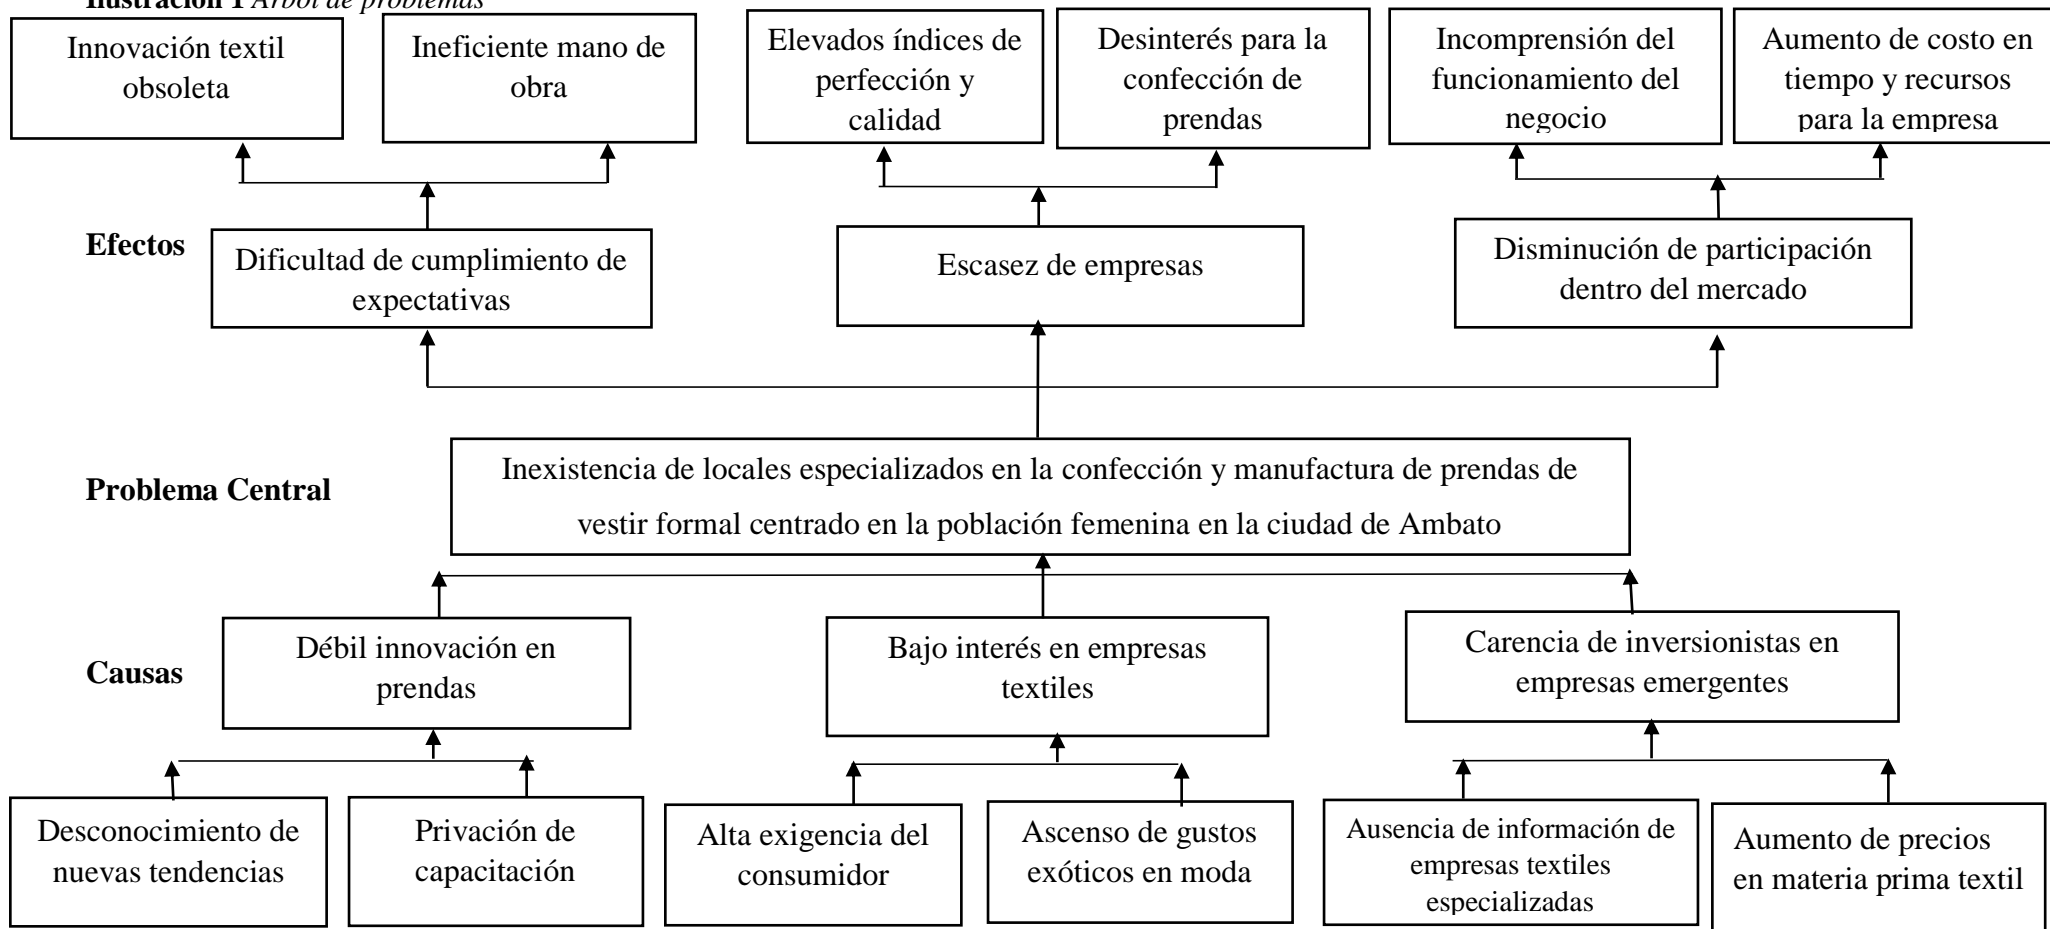 Ilustración 1 Árbol de problemas
Innovación textil
obsoleta
Ineficiente mano de
obra
Elevados índices de
perfección y
calidad
Desinterés para la
confección de
prendas
Incomprensión del
funcionamiento del
negocio
Aumento de costo en
tiempo y recursos
para la empresa
Efectos
Dificultad de cumplimiento de
expectativas
Escasez de empresas
Disminución de participación
dentro del mercado
Problema Central
Inexistencia de locales especializados en la confección y manufactura de prendas de
vestir formal centrado en la población femenina en la ciudad de Ambato
Causas
Débil innovación en
prendas
Bajo interés en empresas
textiles
Carencia de inversionistas en
empresas emergentes
Desconocimiento de
nuevas tendencias
Privación de
capacitación
Alta exigencia del
consumidor
Ascenso de gustos
exóticos en moda
Ausencia de información de
empresas textiles
especializadas
Aumento de precios
en materia prima textil